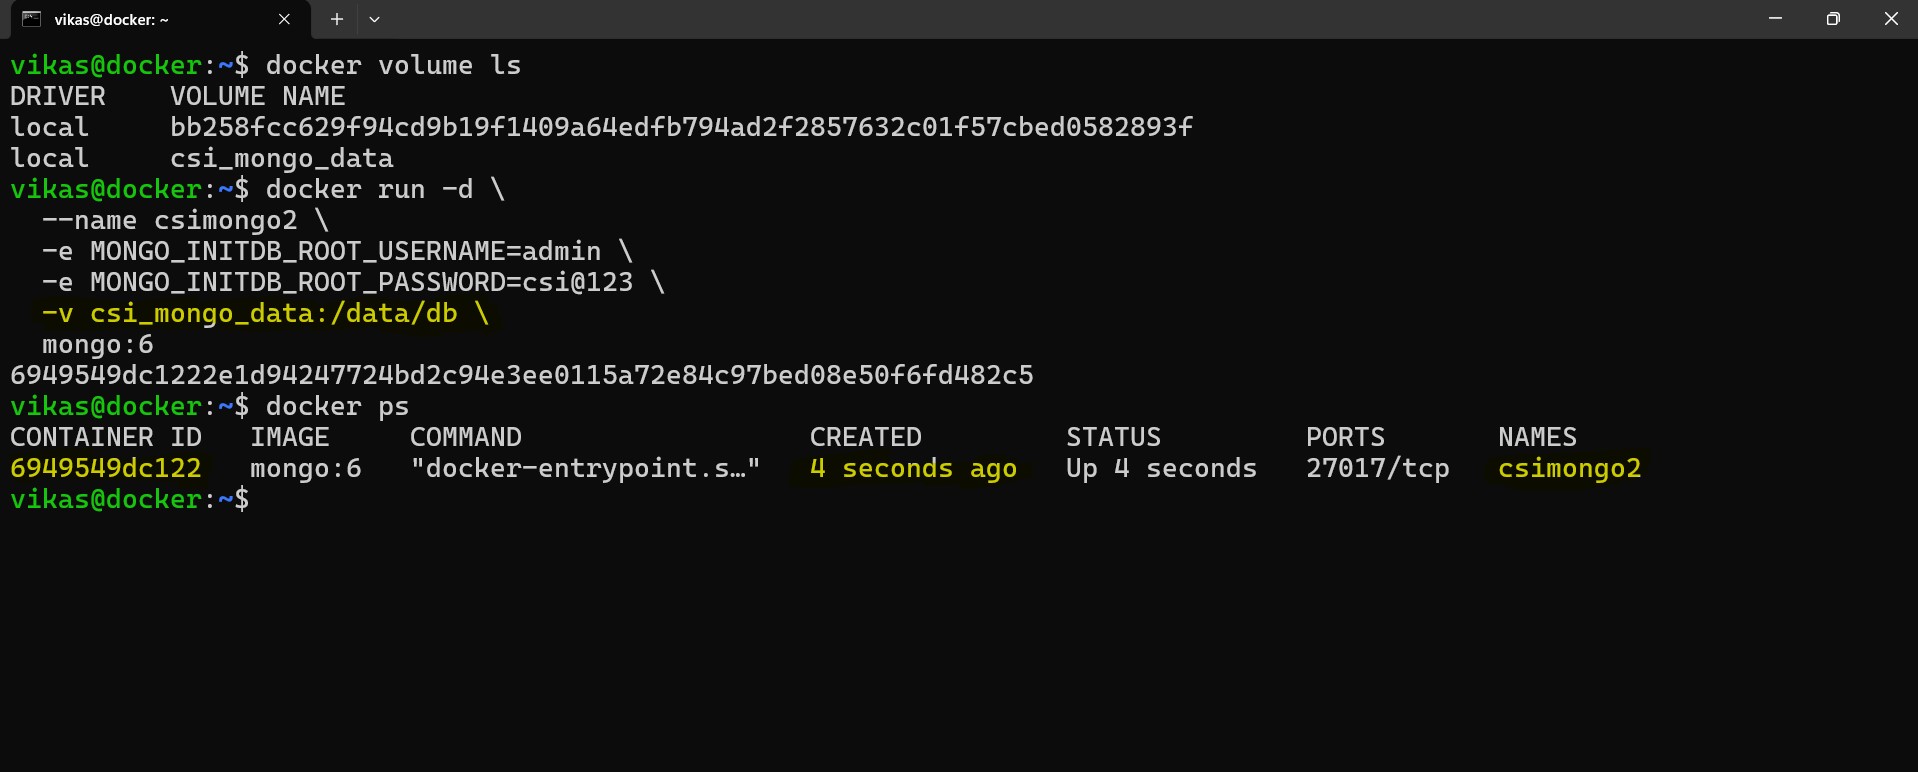 vikas@docker: ~
vikas@docker:~$ docker volume ls
DRIVER    VOLUME NAME
local     bb258fcc629f94cd9b19f1409a64edfb794ad2f2857632c01f57cbed0582893f
local     csi_mongo_data
vikas@docker:~$ docker run -d \
  --name csimongo2 \
  -e MONGO_INITDB_ROOT_USERNAME=admin \
  -e MONGO_INITDB_ROOT_PASSWORD=csi@123 \
  -v csi_mongo_data:/data/db \
  mongo:6
6949549dc1222e1d94247724bd2c94e3ee0115a72e84c97bed08e50f6fd482c5
vikas@docker:~$ docker ps
CONTAINER ID   IMAGE     COMMAND                  CREATED         STATUS         PORTS       NAMES
6949549dc122   mongo:6   "docker-entrypoint.s…"   4 seconds ago   Up 4 seconds   27017/tcp   csimongo2
vikas@docker:~$